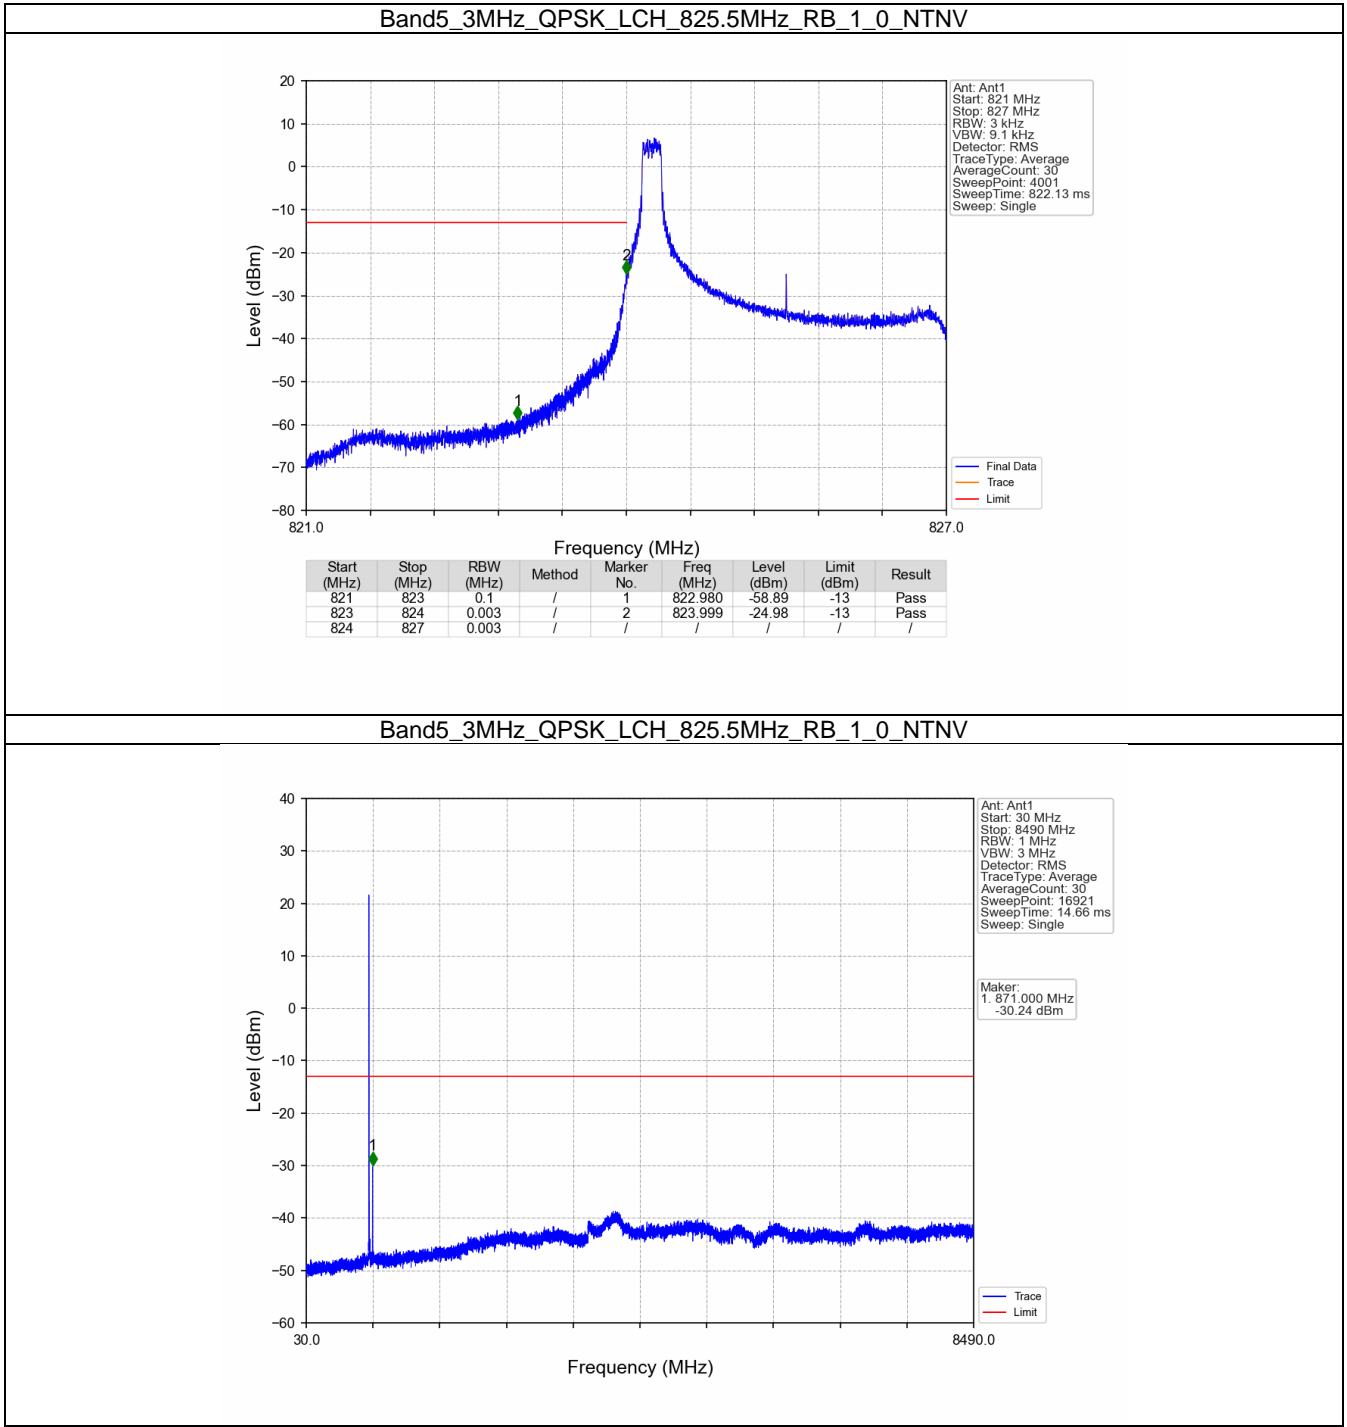 Band5_3MHz_QPSK_LCH_825.5MHz_RB_1_0_NTNV
20
10
0
−10
−20
−30
−40
−50
−60
−70
−80
Level (dBm)
1
2
821.0
827.0
Frequency (MHz)
Ant: Ant1
Start: 821 MHz
Stop: 827 MHz
RBW: 3 kHz
VBW: 9.1 kHz
Detector: RMS
TraceType: Average
AverageCount: 30
SweepPoint: 4001
SweepTime: 822.13 ms
Sweep: Single
Final Data
Trace
Limit
Start (MHz) Stop (MHz) RBW (MHz) Method Marker No. Freq (MHz) Level (dBm) Limit (dBm) Result
821 823 0.1 / 1 822.980 -58.89 -13 Pass
823 824 0.003 / 2 823.999 -24.98 -13 Pass
824 827 0.003 / / / / / /
Band5_3MHz_QPSK_LCH_825.5MHz_RB_1_0_NTNV
40
30
20
10
0
−10
−20
−30
−40
−50
−60
Level (dBm)
1
30.0
8490.0
Frequency (MHz)
Ant: Ant1
Start: 30 MHz
Stop: 8490 MHz
RBW: 1 MHz
VBW: 3 MHz
Detector: RMS
TraceType: Average
AverageCount: 30
SweepPoint: 16921
SweepTime: 14.66 ms
Sweep: Single
Maker:
1. 871.000 MHz
-30.24 dBm
Trace
Limit